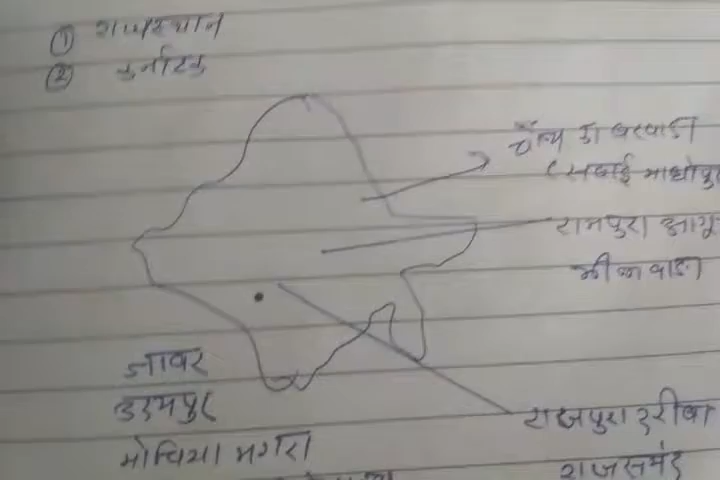 ① राजस्थान
② कर्नाटक
चौथ का बरवाडा
(सवाई माधोपु
रामपुरा आगू
भीलवाडा
जावर
उदयपुर
मोचिया मगरा
राजपुरा दरीबा
राजसमंद